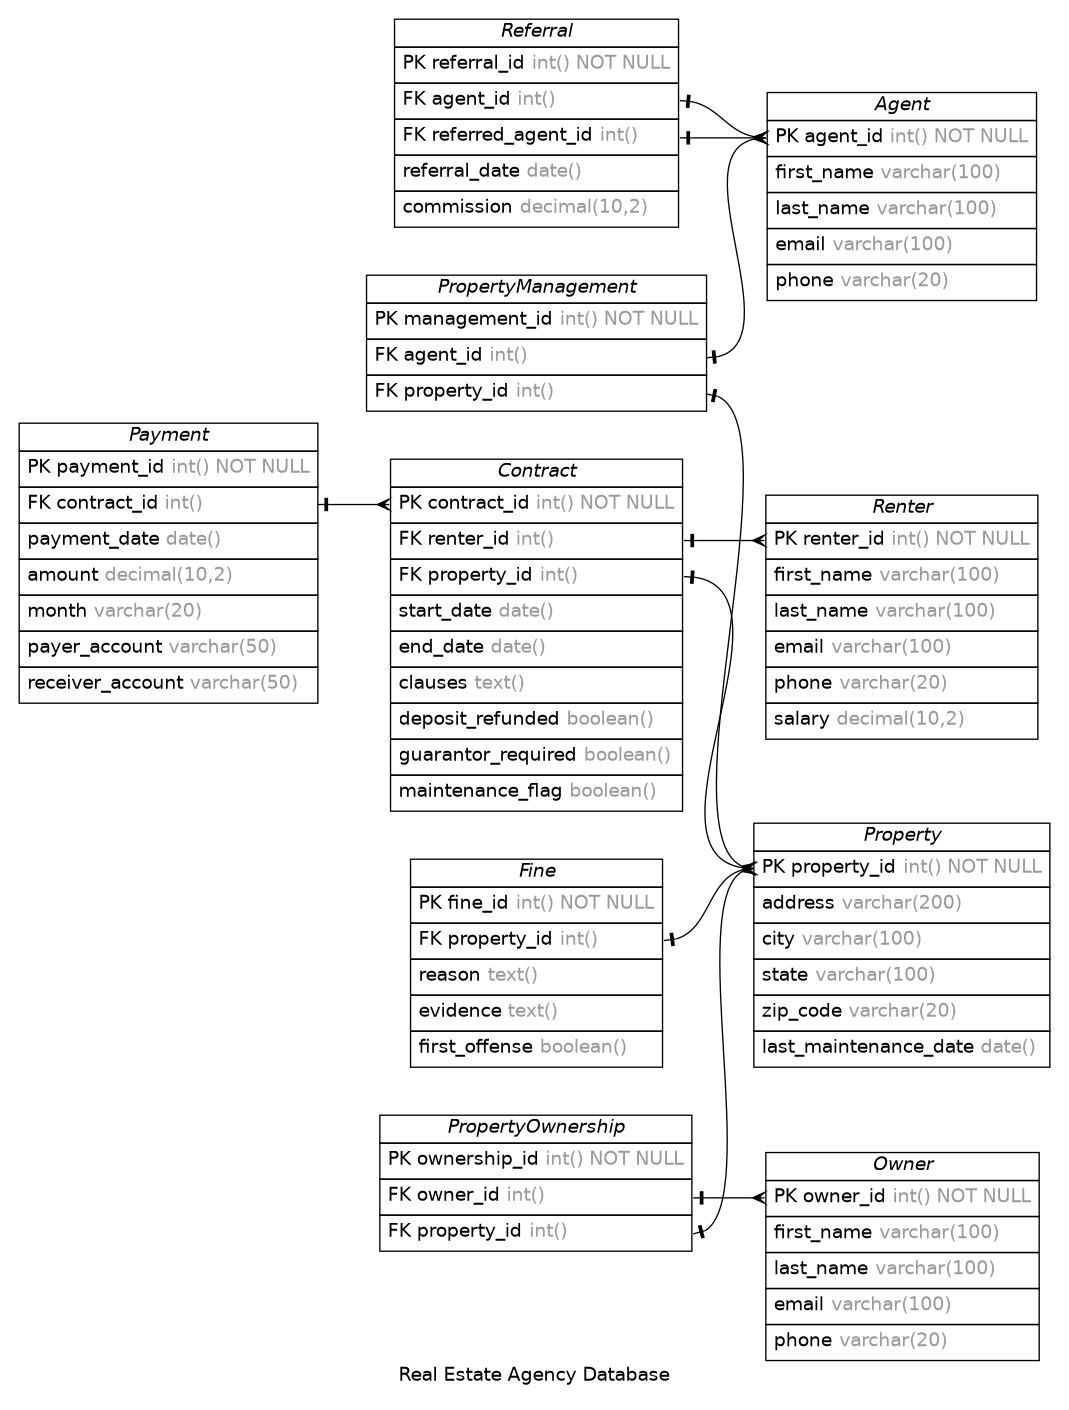 Referral
PK referral_id int() NOT NULL
FK agent_id int()
FK referred_agent_id int()
referral_date date()
commission decimal(10,2)
Agent
PK agent_id int() NOT NULL
first_name varchar(100)
last_name varchar(100)
email varchar(100)
phone varchar(20)
PropertyManagement
PK management_id int() NOT NULL
FK agent_id int()
FK property_id int()
Payment
PK payment_id int() NOT NULL
FK contract_id int()
payment_date date()
amount decimal(10,2)
month varchar(20)
payer_account varchar(50)
receiver_account varchar(50)
Contract
PK contract_id int() NOT NULL
FK renter_id int()
FK property_id int()
start_date date()
end_date date()
clauses text()
deposit_refunded boolean()
guarantor_required boolean()
maintenance_flag boolean()
Renter
PK renter_id int() NOT NULL
first_name varchar(100)
last_name varchar(100)
email varchar(100)
phone varchar(20)
salary decimal(10,2)
Fine
PK fine_id int() NOT NULL
FK property_id int()
reason text()
evidence text()
first_offense boolean()
Property
PK property_id int() NOT NULL
address varchar(200)
city varchar(100)
state varchar(100)
zip_code varchar(20)
last_maintenance_date date()
PropertyOwnership
PK ownership_id int() NOT NULL
FK owner_id int()
FK property_id int()
Owner
PK owner_id int() NOT NULL
first_name varchar(100)
last_name varchar(100)
email varchar(100)
phone varchar(20)
Real Estate Agency Database